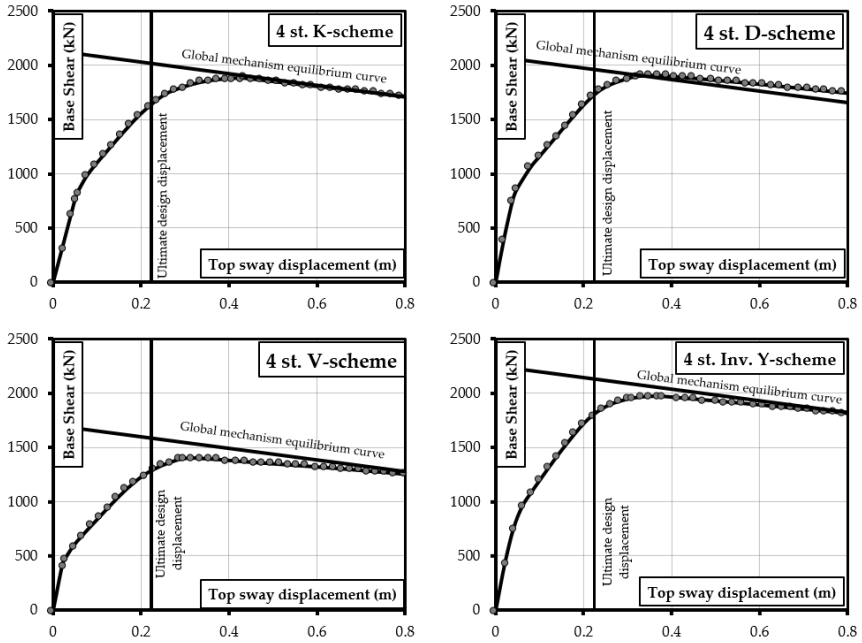 2500
2000
1500
1000
500
0
Base Shear (kN)
4 st. K-scheme
Global mechanism equilibrium curve
Ultimate design displacement
Top sway displacement (m)
0
0.2
0.4
0.6
0.8
2500
2000
1500
1000
500
0
Base Shear (kN)
4 st. D-scheme
Global mechanism equilibrium curve
Ultimate design displacement
Top sway displacement (m)
0
0.2
0.4
0.6
0.8
2500
2000
1500
1000
500
0
Base Shear (kN)
4 st. V-scheme
Global mechanism equilibrium curve
Ultimate design
displacement
Top sway displacement (m)
0
0.2
0.4
0.6
0.8
2500
2000
1500
1000
500
0
Base Shear (kN)
4 st. Inv. Y-scheme
Global mechanism equilibrium curve
Ultimate design
displacement
Top sway displacement (m)
0
0.2
0.4
0.6
0.8